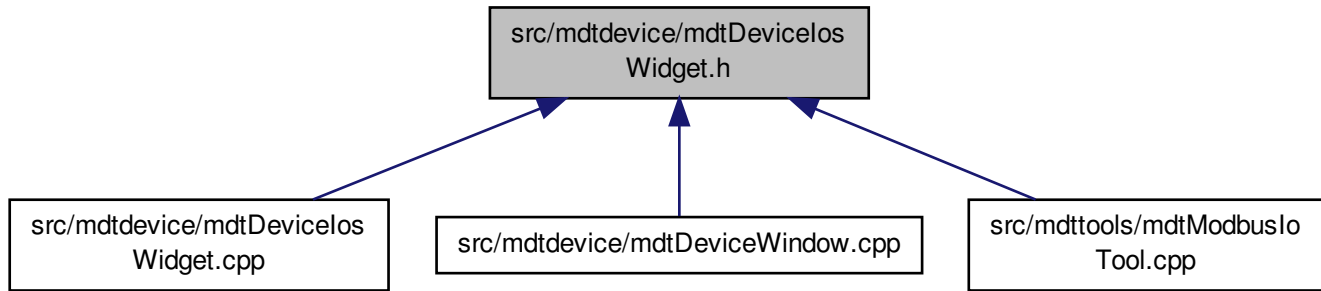 src/mdtdevice/mdtDeviceIos
Widget.h
src/mdtdevice/mdtDeviceIos
Widget.cpp
src/mdtdevice/mdtDeviceWindow.cpp
src/mdttools/mdtModbusIo
Tool.cpp